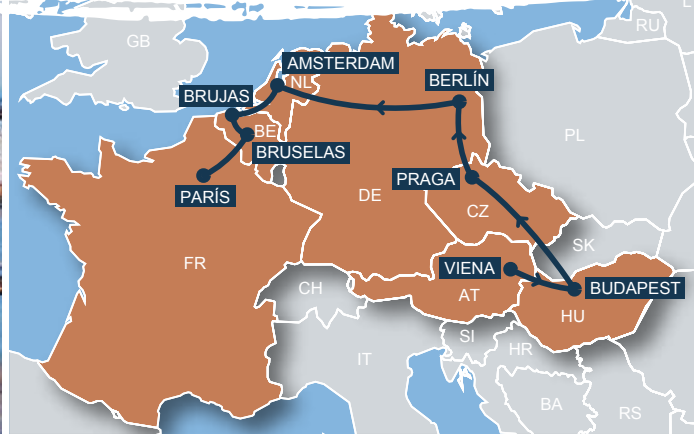 GB
RU
AMSTERDAM
NL
BERLÍN
BRUJAS
BE
BRUSELAS
PL
PARÍS
PRAGA
DE
CZ
FR
SK
VIENA
CH
AT
BUDAPEST
HU
SI
HR
IT
BA
RS